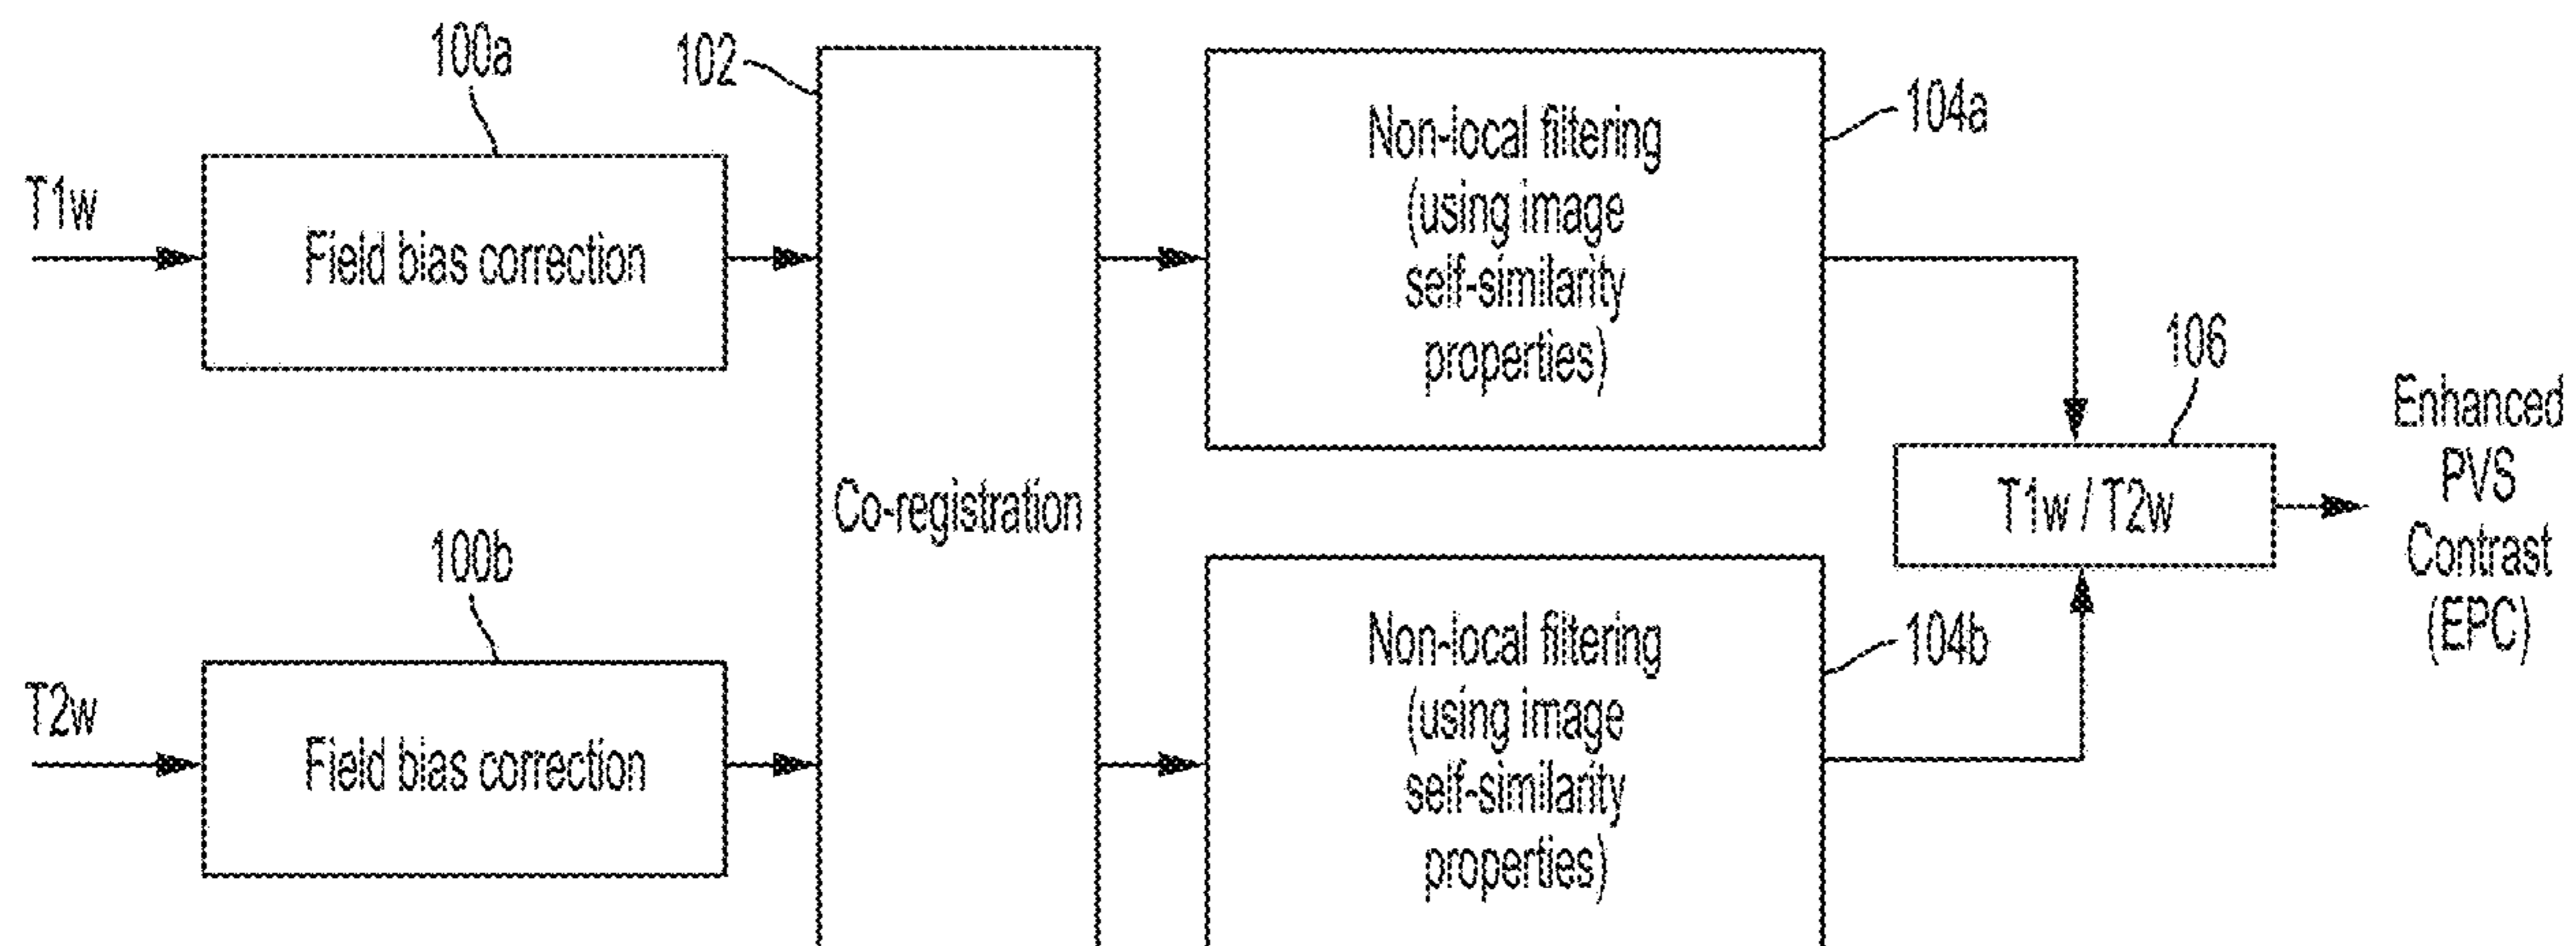 100a
102
T1w
Field bias correction
Co-registration
Non-local filtering
(using image
self-similarity
properties)
104a
106
T1w / T2w
Enhanced
PVS
Contrast
(EPC)
100b
T2w
Field bias correction
Non-local filtering
(using image
self-similarity
properties)
104b